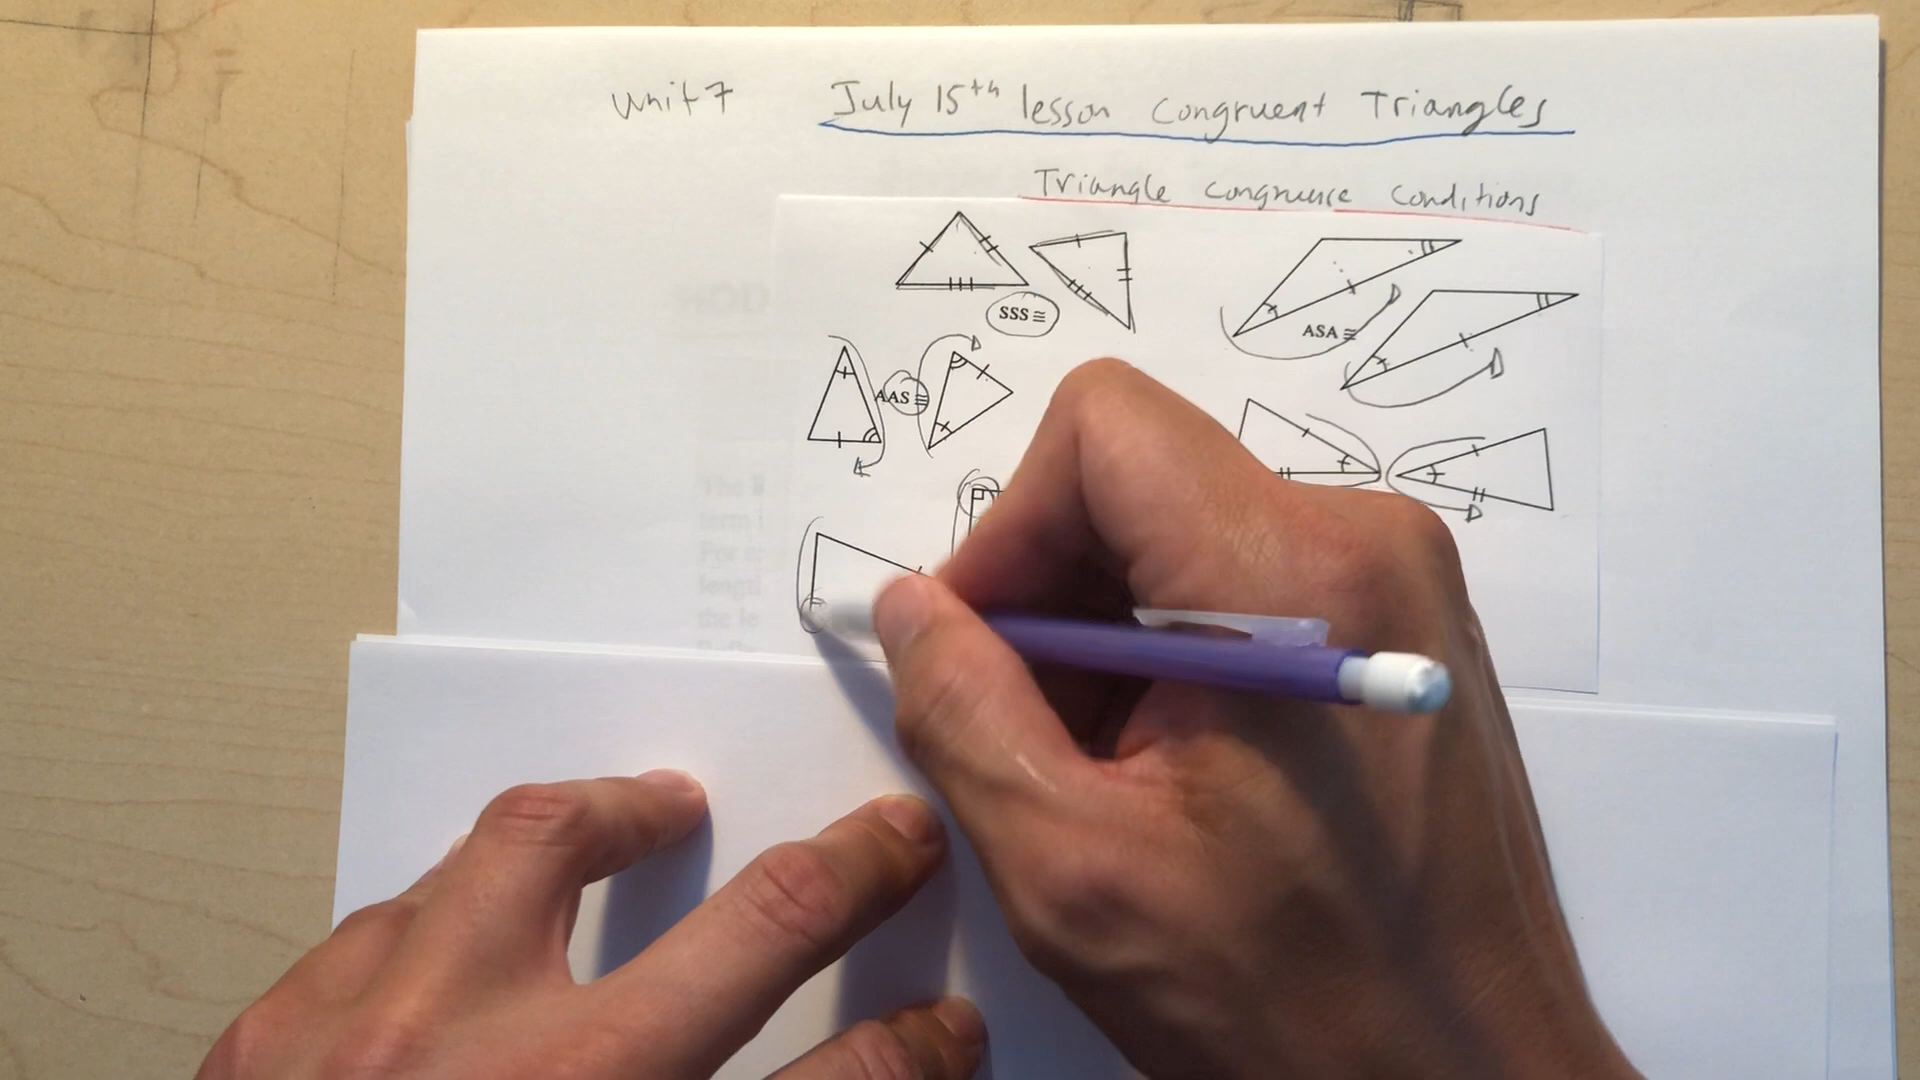 Unit 7 July 15th lesson Congruent Triangles
Triangle Congruence Conditions
SSS ≅
ASA ≅
AAS ≅